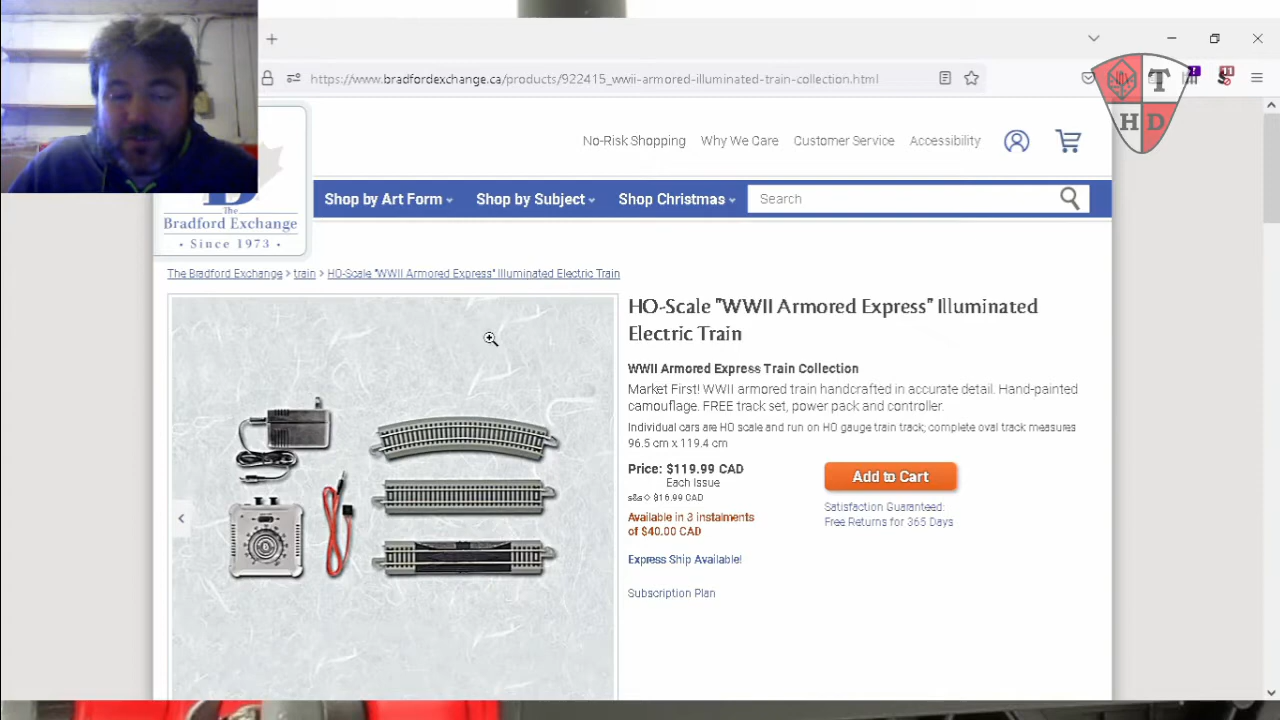 https://www.bradfordexchange.ca/products/922415_wwii-armored-illuminated-train-collection.html
T
H D
No-Risk Shopping Why We Care Customer Service Accessibility
Shop by Art Form Shop by Subject Shop Christmas Search
The
Bradford Exchange
• Since 1973 •
The Bradford Exchange > train > HO-Scale "WWII Armored Express" Illuminated Electric Train
HO-Scale "WWII Armored Express" Illuminated
Electric Train
WWII Armored Express Train Collection
Market First! WWII armored train handcrafted in accurate detail. Hand-painted
camouflage. FREE track set, power pack and controller.
Individual cars are HO scale and run on HO gauge train track; complete oval track measures
96.5 cm x 119.4 cm
Price: $119.99 CAD
Each Issue
s&s◇ $16.99 CAD
Available in 3 instalments
of $40.00 CAD
Add to Cart
Satisfaction Guaranteed:
Free Returns for 365 Days
Express Ship Available!
Subscription Plan